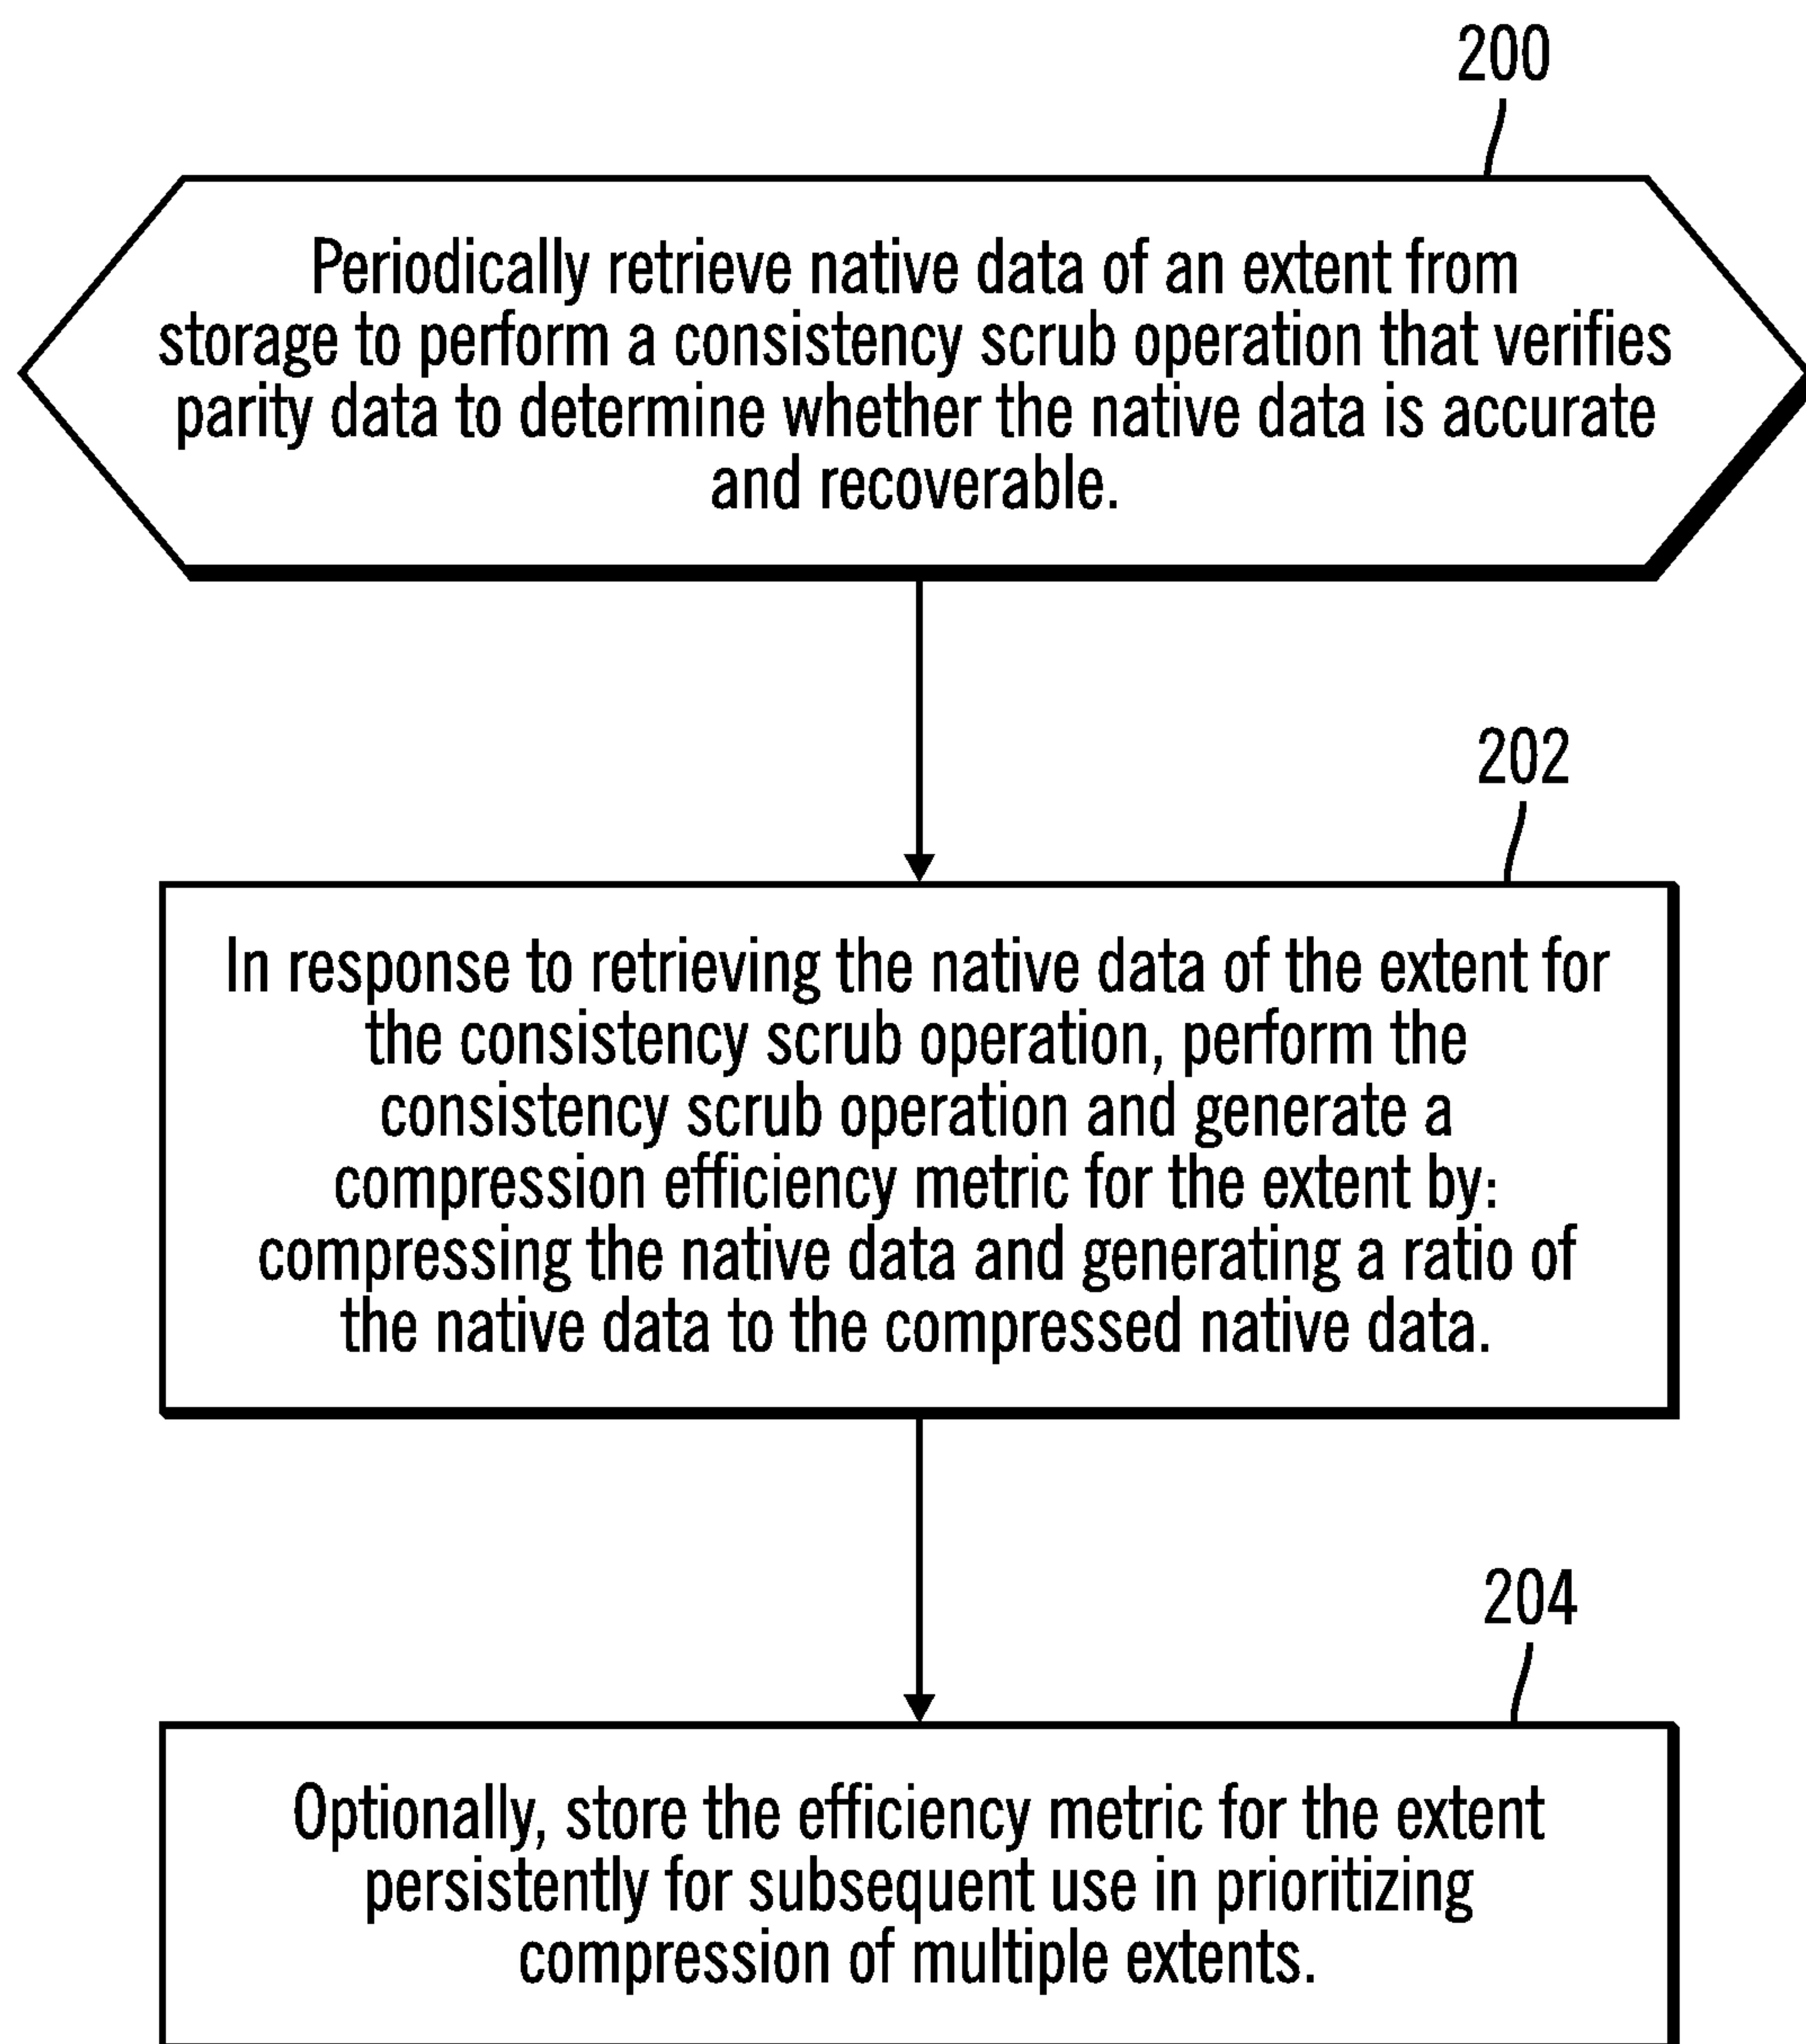 200
Periodically retrieve native data of an extent from
storage to perform a consistency scrub operation that verifies
parity data to determine whether the native data is accurate
and recoverable.
202
In response to retrieving the native data of the extent for
the consistency scrub operation, perform the
consistency scrub operation and generate a
compression efficiency metric for the extent by:
compressing the native data and generating a ratio of
the native data to the compressed native data.
204
Optionally, store the efficiency metric for the extent
persistently for subsequent use in prioritizing
compression of multiple extents.